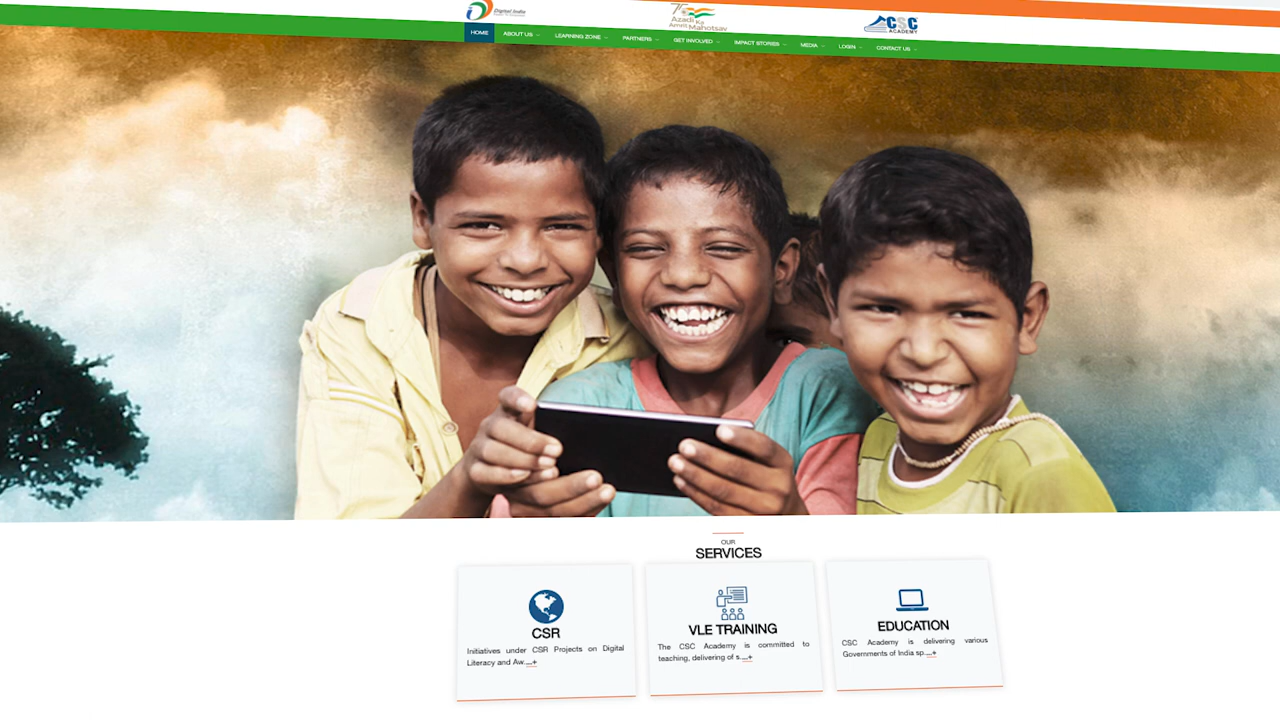 Digital India
75
Azadi Ka
Amrit Mahotsav
CSC
ACADEMY
HOME
ABOUT US
LEARNING ZONE
PARTNERS
GET INVOLVED
IMPACT STORIES
MEDIA
LOGIN
CONTACT US
OUR
SERVICES
CSR
Initiatives under CSR Projects on Digital
Literacy and Aw....+
VLE TRAINING
The CSC Academy is committed to
teaching, delivering of s....+
EDUCATION
CSC Academy is delivering various
Governments of India sp....+